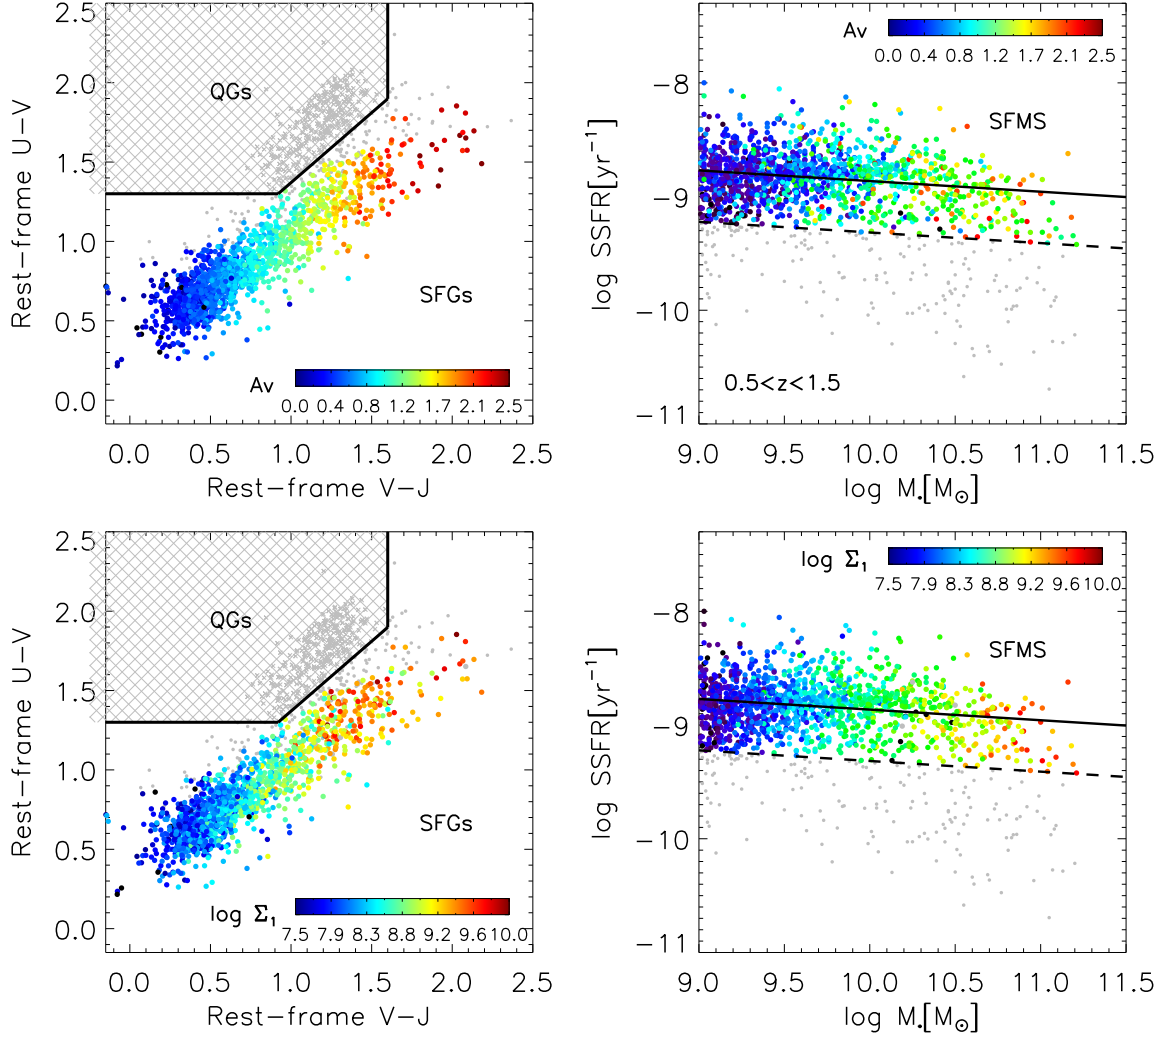 2.5
2.0
1.5
1.0
0.5
0.0
Rest-frame U-V
QGs
SFGs
Av
0.0 0.4 0.8 1.2 1.7 2.1 2.5
0.0 0.5 1.0 1.5 2.0 2.5
Rest-frame V-J
Av
0.0 0.4 0.8 1.2 1.7 2.1 2.5
-8
-9
-10
-11
log SSFR[yr⁻¹]
SFMS
0.5<z<1.5
9.0 9.5 10.0 10.5 11.0 11.5
log M*[M⊙]
2.5
2.0
1.5
1.0
0.5
0.0
Rest-frame U-V
QGs
SFGs
log Σ₁
7.5 7.9 8.3 8.8 9.2 9.6 10.0
0.0 0.5 1.0 1.5 2.0 2.5
Rest-frame V-J
log Σ₁
7.5 7.9 8.3 8.8 9.2 9.6 10.0
-8
-9
-10
-11
log SSFR[yr⁻¹]
SFMS
9.0 9.5 10.0 10.5 11.0 11.5
log M*[M⊙]